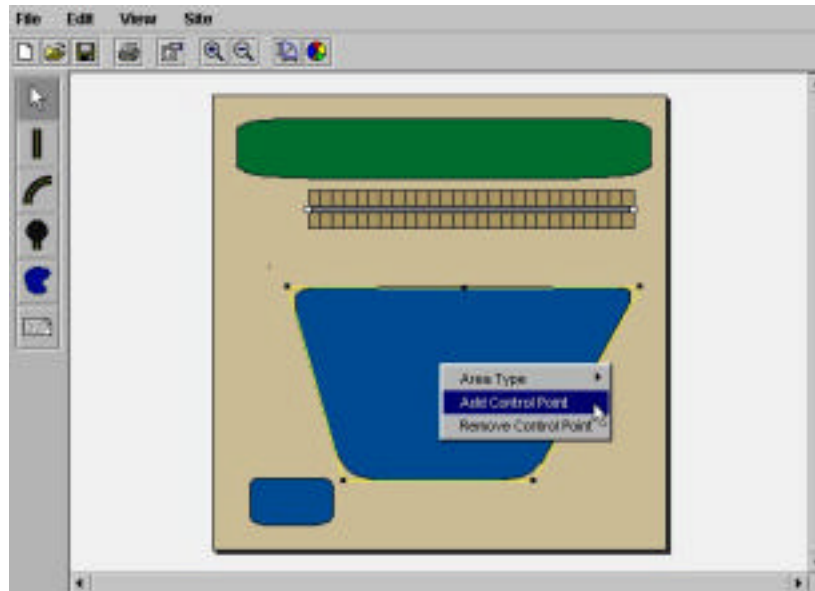 File Edit View Site
Area Type
Add Control Point
Remove Control Point